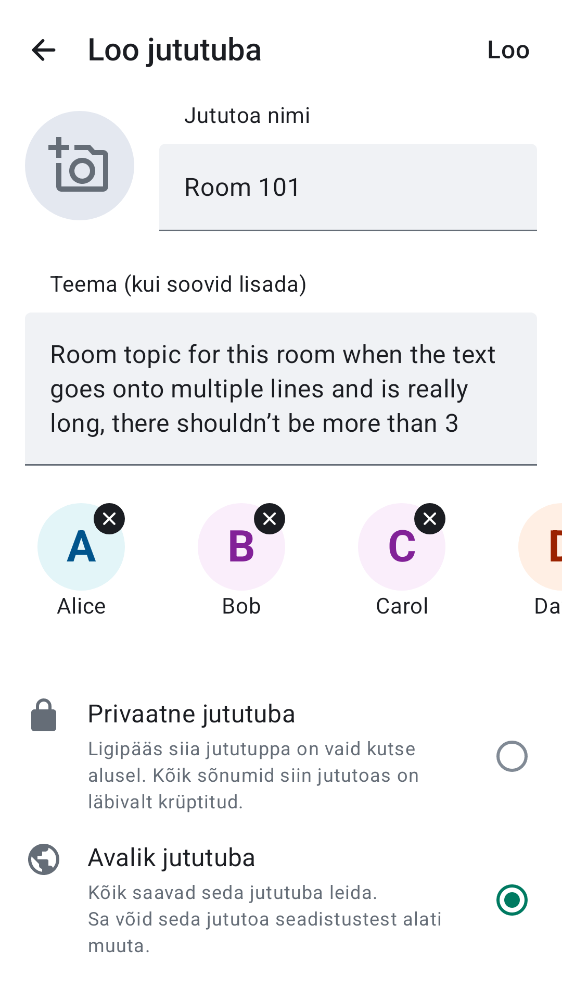 Loo jututuba
Loo
Jututoa nimi
Room 101
Teema (kui soovid lisada)
Room topic for this room when the text
goes onto multiple lines and is really
long, there shouldn’t be more than 3
A
B
C
Alice
Bob
Carol
Da
Privaatne jututuba
Ligipääs siia jututuppa on vaid kutse
alusel. Kõik sõnumid siin jututoas on
läbivalt krüptitud.
Avalik jututuba
Kõik saavad seda jututuba leida.
Sa võid seda jututoa seadistustest alati
muuta.